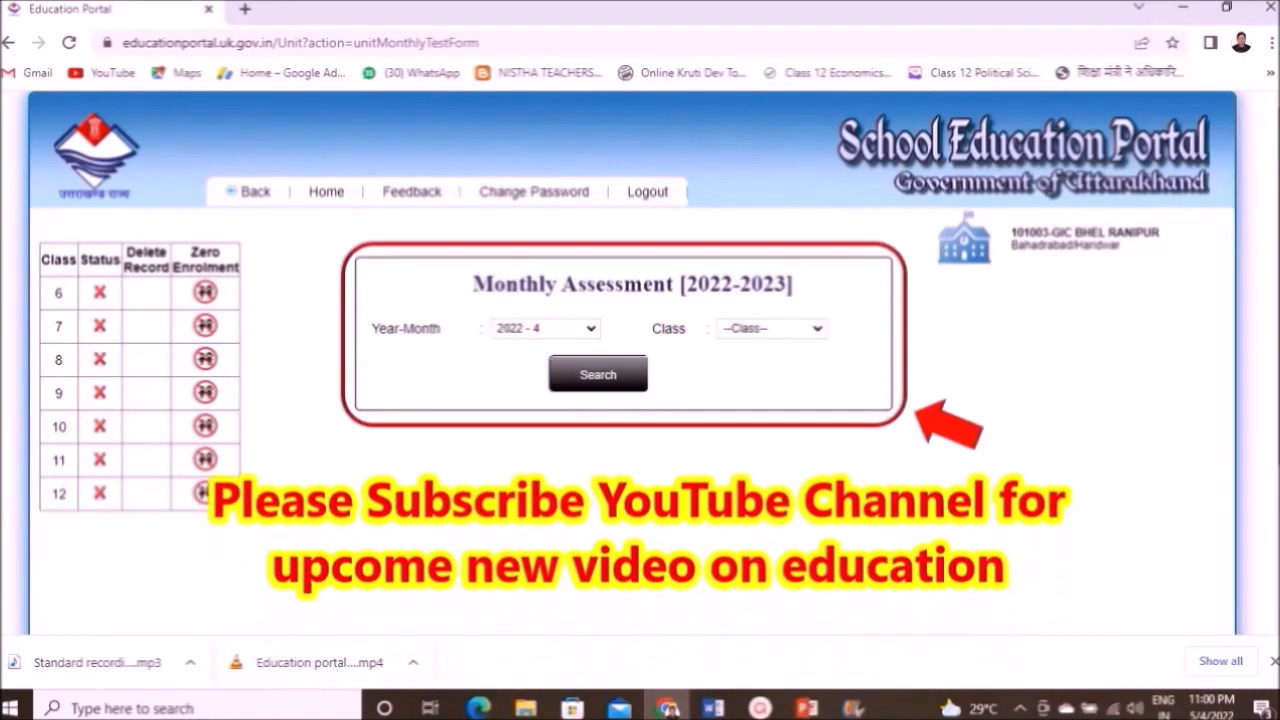 Education Portal
educationportal.uk.gov.in/Unit?action=unitMonthlyTestForm
Gmail YouTube Maps Home – Google Ad... (30) WhatsApp NISTHA TEACHERS... Online Kruti Dev To... Class 12 Economics... Class 12 Political Sci... शिक्षा मंत्री ने अधिकारि... »
School Education Portal
Government of Uttarakhand
उत्तराखण्ड राज्य
Back | Home | Feedback | Change Password | Logout
101003-GIC BHEL RANIPUR
Bahadrabad/Haridwar
Class Status Delete Record Zero Enrolment
6
7
8
9
10
11
12
Monthly Assessment [2022-2023]
Year-Month : 2022 - 4 Class : --Class--
Search
Please Subscribe YouTube Channel for
upcome new video on education
Standard recordi....mp3 Education portal....mp4 Show all
Type here to search 29°C ENG 11:00 PM
IN 5/4/2022